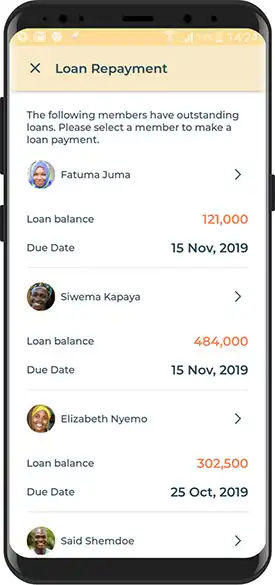 14:24
Loan Repayment
The following members have outstanding
loans. Please select a member to make a
loan payment.
Fatuma Juma
Loan balance 121,000
Due Date 15 Nov, 2019
Siwema Kapaya
Loan balance 484,000
Due Date 15 Nov, 2019
Elizabeth Nyemo
Loan balance 302,500
Due Date 25 Oct, 2019
Said Shemdoe